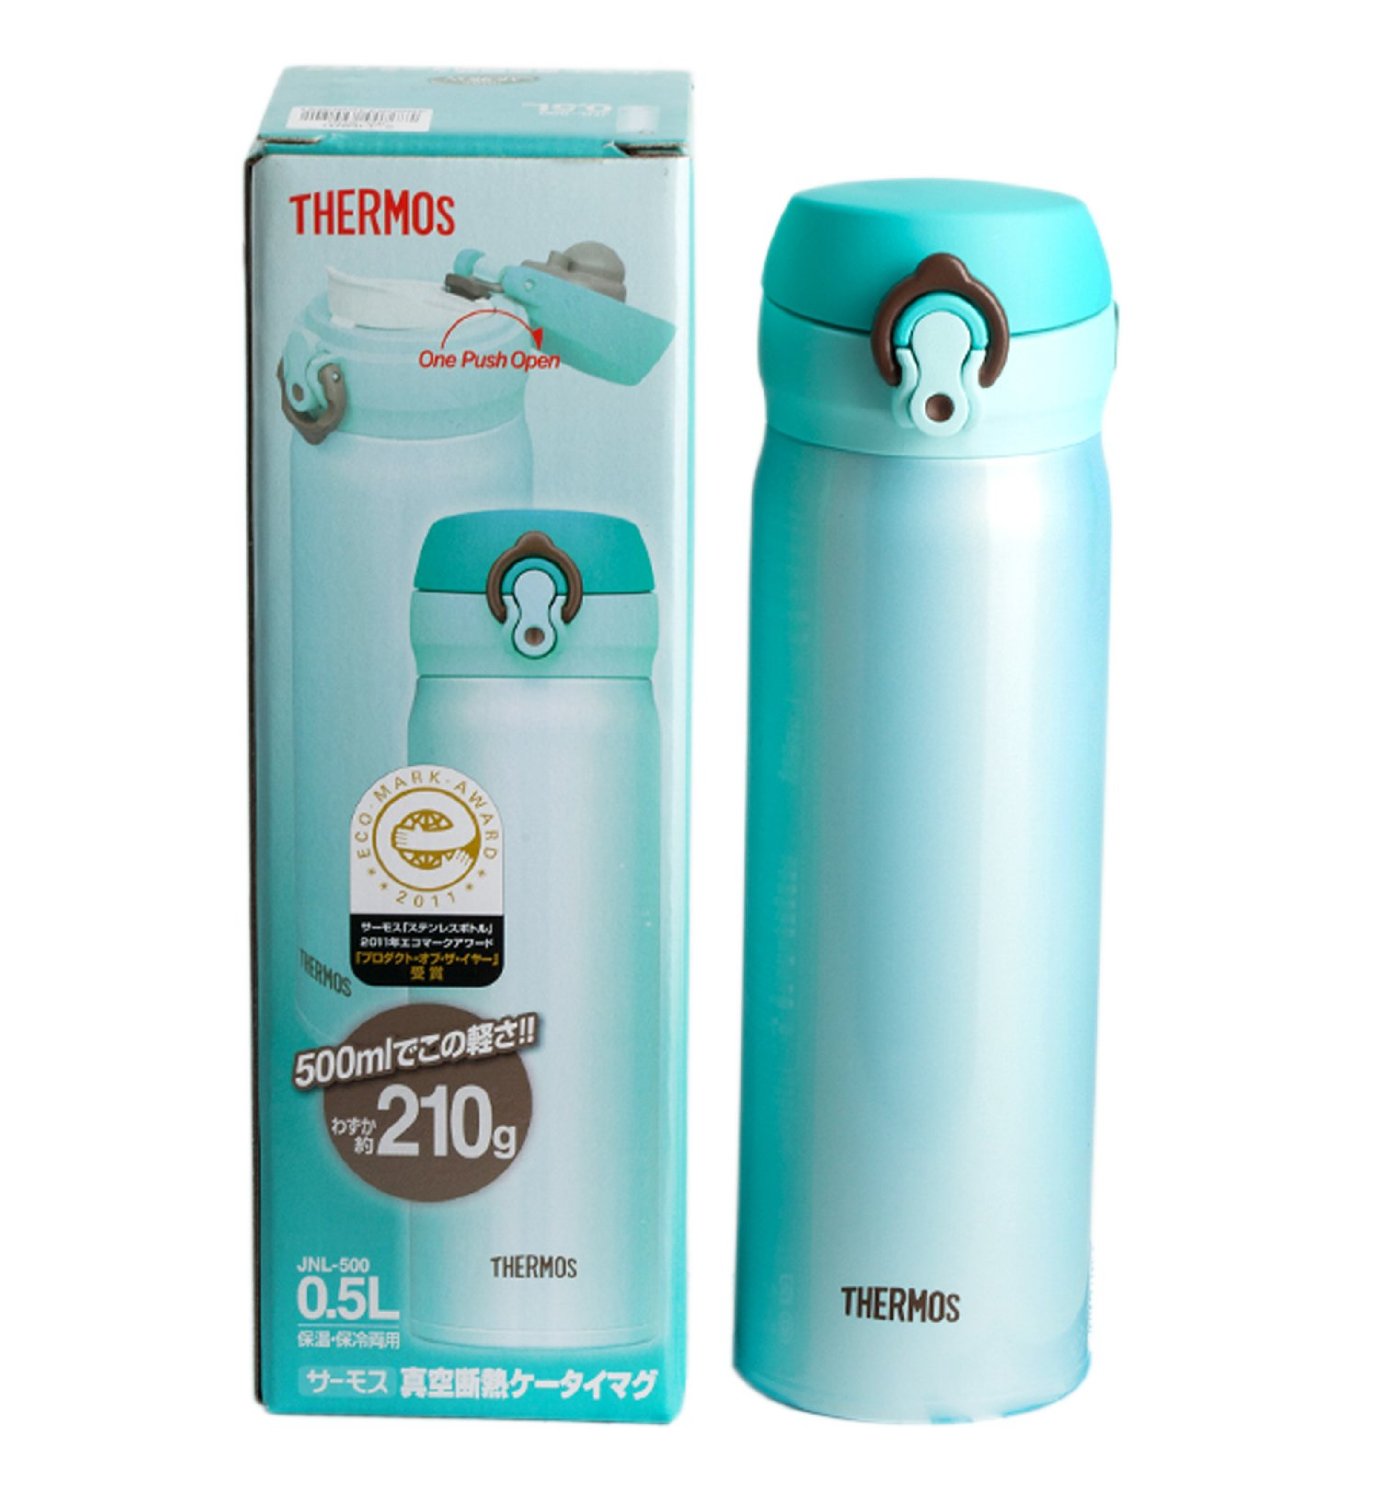 0.5L
THERMOS
One Push Open
ECO・MARK・AWARD
2011
サーモス「ステンレスボトル」
2011年エコマークアワード
「プロダクト・オブ・ザ・イヤー」
受賞
THERMOS
500mlでこの軽さ!!
わずか
約210g
THERMOS
JNL-500
0.5L
保温・保冷両用
サーモス 真空断熱ケータイマグ
THERMOS